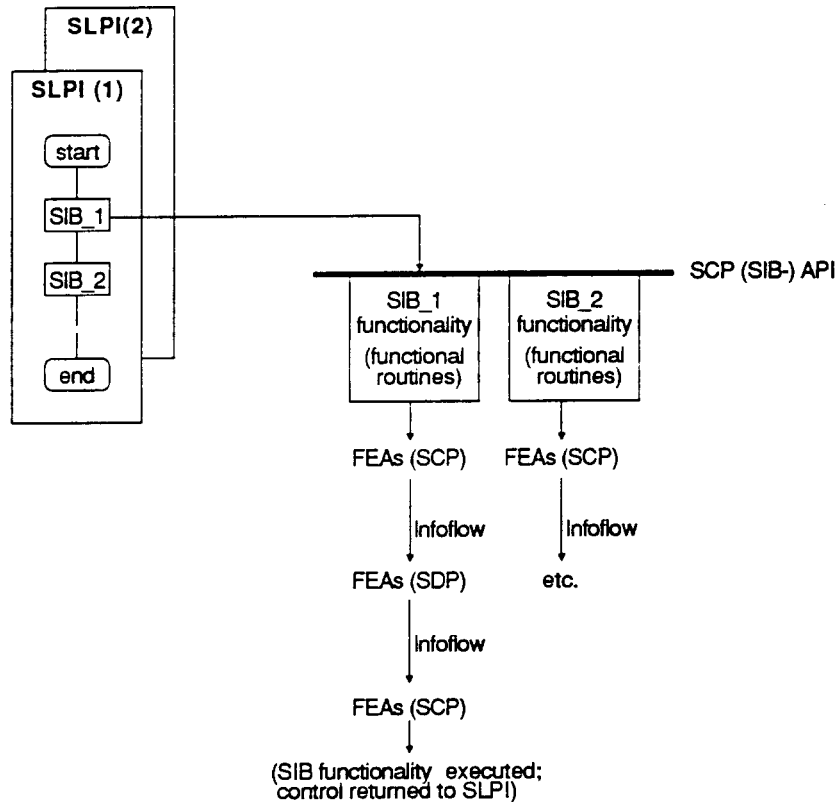 SLPI(2)
SLPI (1)
start
SIB_1
SIB_2
end
SCP (SIB-) API
SIB_1
functionality
(functional
routines)
SIB_2
functionality
(functional
routines)
FEAs (SCP)
FEAs (SCP)
Infoflow
Infoflow
FEAs (SDP)
etc.
Infoflow
FEAs (SCP)
(SIB functionality executed;
control returned to SLPI)